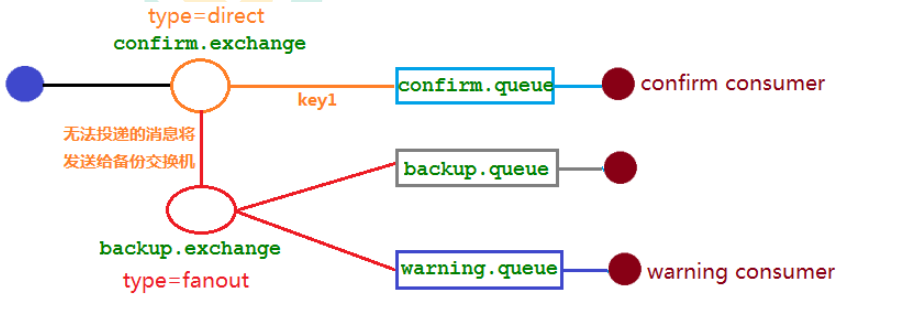 type=direct
confirm.exchange
confirm.queue
confirm consumer
key1
无法投递的消息将
发送给备份交换机
backup.queue
backup.exchange
type=fanout
warning.queue
warning consumer